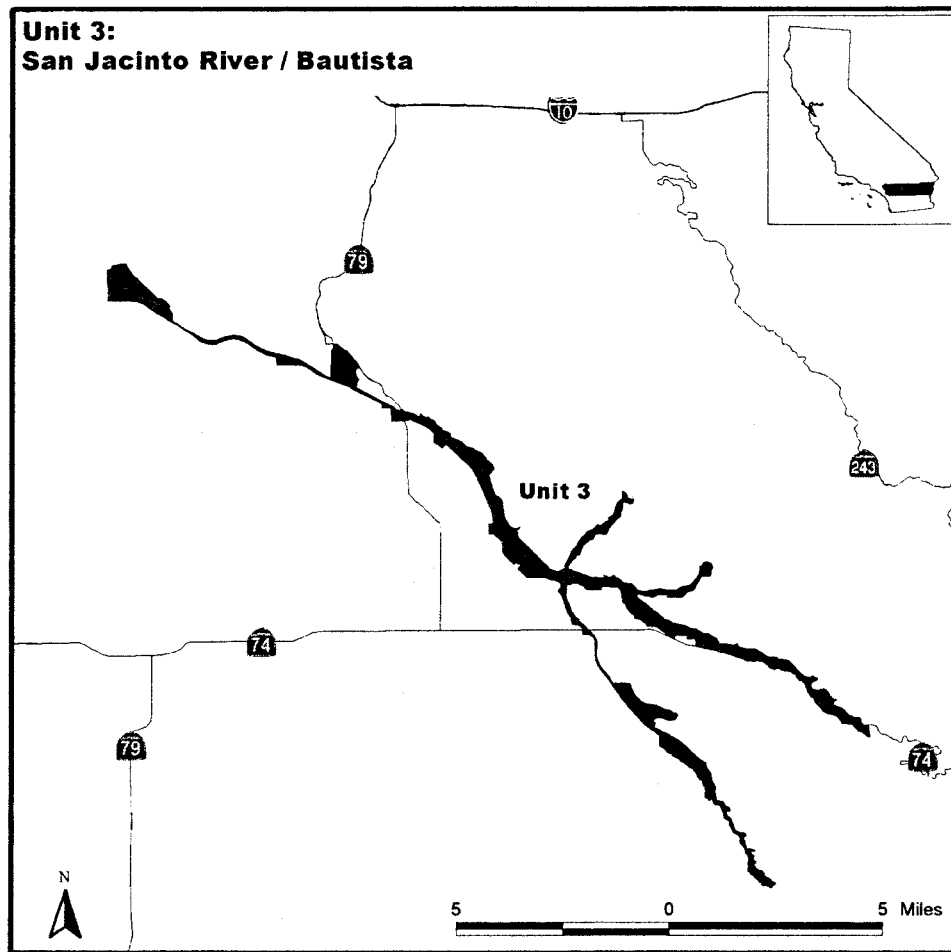 Unit 3:
San Jacinto River / Bautista
10
79
243
Unit 3
74
79
74
N
5 0 5 Miles